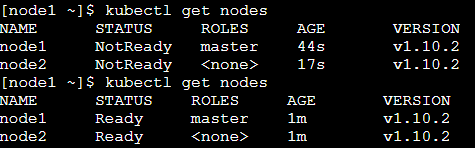 [node1 ~]$ kubectl get nodes
NAME STATUS ROLES AGE VERSION
node1 NotReady master 44s v1.10.2
node2 NotReady <none> 17s v1.10.2
[node1 ~]$ kubectl get nodes
NAME STATUS ROLES AGE VERSION
node1 Ready master 1m v1.10.2
node2 Ready <none> 1m v1.10.2